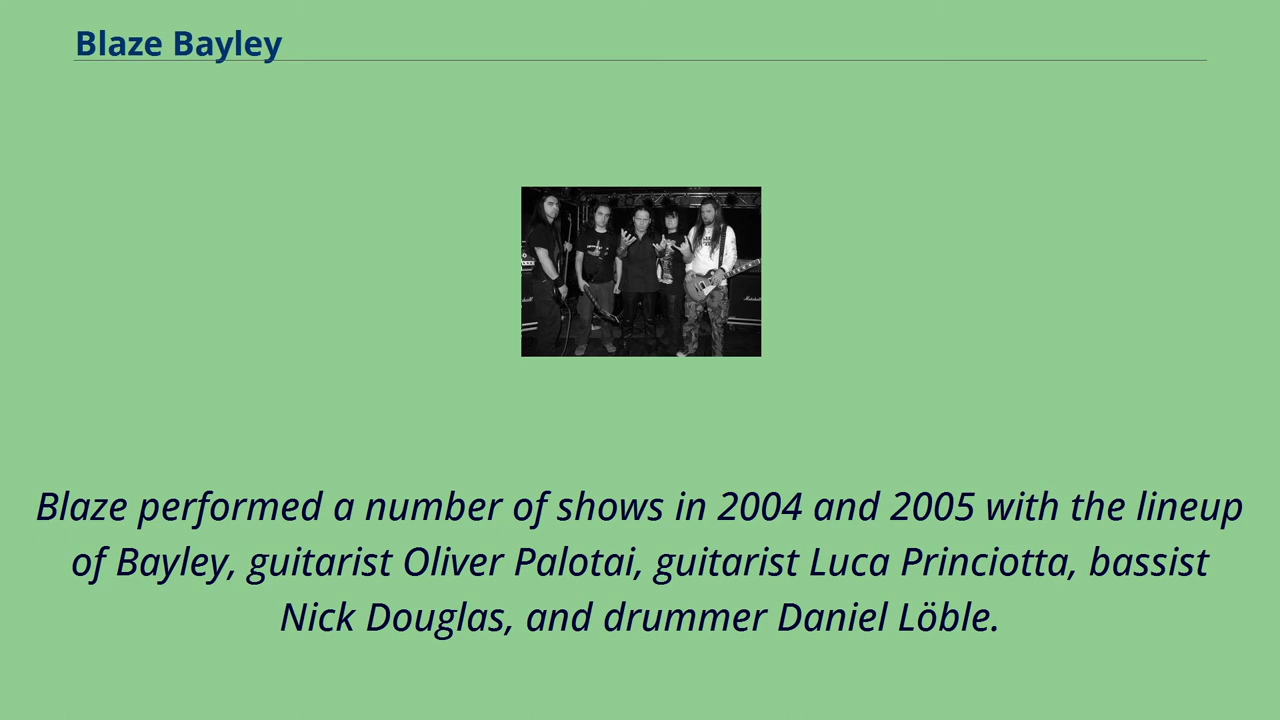 Blaze Bayley
Blaze performed a number of shows in 2004 and 2005 with the lineup
of Bayley, guitarist Oliver Palotai, guitarist Luca Princiotta, bassist
Nick Douglas, and drummer Daniel Löble.